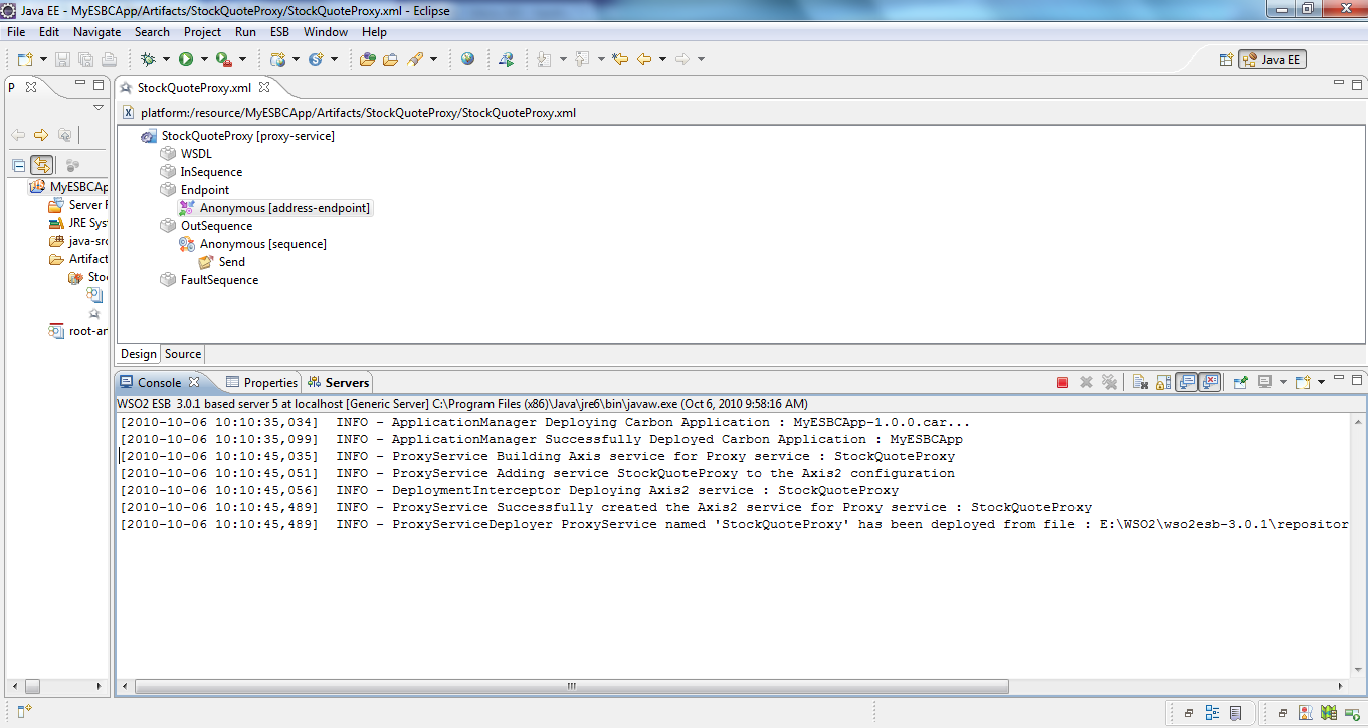 Java EE - MyESBCApp/Artifacts/StockQuoteProxy/StockQuoteProxy.xml - Eclipse
File Edit Navigate Search Project Run ESB Window Help
Java EE
P
StockQuoteProxy.xml
platform:/resource/MyESBCApp/Artifacts/StockQuoteProxy/StockQuoteProxy.xml
StockQuoteProxy [proxy-service]
WSDL
InSequence
Endpoint
Anonymous [address-endpoint]
OutSequence
Anonymous [sequence]
Send
FaultSequence
MyESBCAp
Server R
JRE Sys
java-src
Artifact
Stoc
root-ar
Design Source
Console Properties Servers
WSO2 ESB 3.0.1 based server 5 at localhost [Generic Server] C:\Program Files (x86)\Java\jre6\bin\javaw.exe (Oct 6, 2010 9:58:16 AM)
[2010-10-06 10:10:35,034] INFO - ApplicationManager Deploying Carbon Application : MyESBCApp-1.0.0.car...
[2010-10-06 10:10:35,099] INFO - ApplicationManager Successfully Deployed Carbon Application : MyESBCApp
[2010-10-06 10:10:45,035] INFO - ProxyService Building Axis service for Proxy service : StockQuoteProxy
[2010-10-06 10:10:45,051] INFO - ProxyService Adding service StockQuoteProxy to the Axis2 configuration
[2010-10-06 10:10:45,056] INFO - DeploymentInterceptor Deploying Axis2 service : StockQuoteProxy
[2010-10-06 10:10:45,489] INFO - ProxyService Successfully created the Axis2 service for Proxy service : StockQuoteProxy
[2010-10-06 10:10:45,489] INFO - ProxyServiceDeployer ProxyService named 'StockQuoteProxy' has been deployed from file : E:\WSO2\wso2esb-3.0.1\repositor